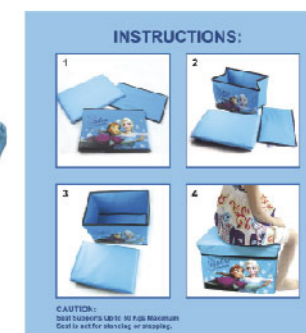 INSTRUCTIONS:
1
2
3
4
CAUTION:
Seat Supports Up to Kgs Maximum
Seat is not for standing or stepping.